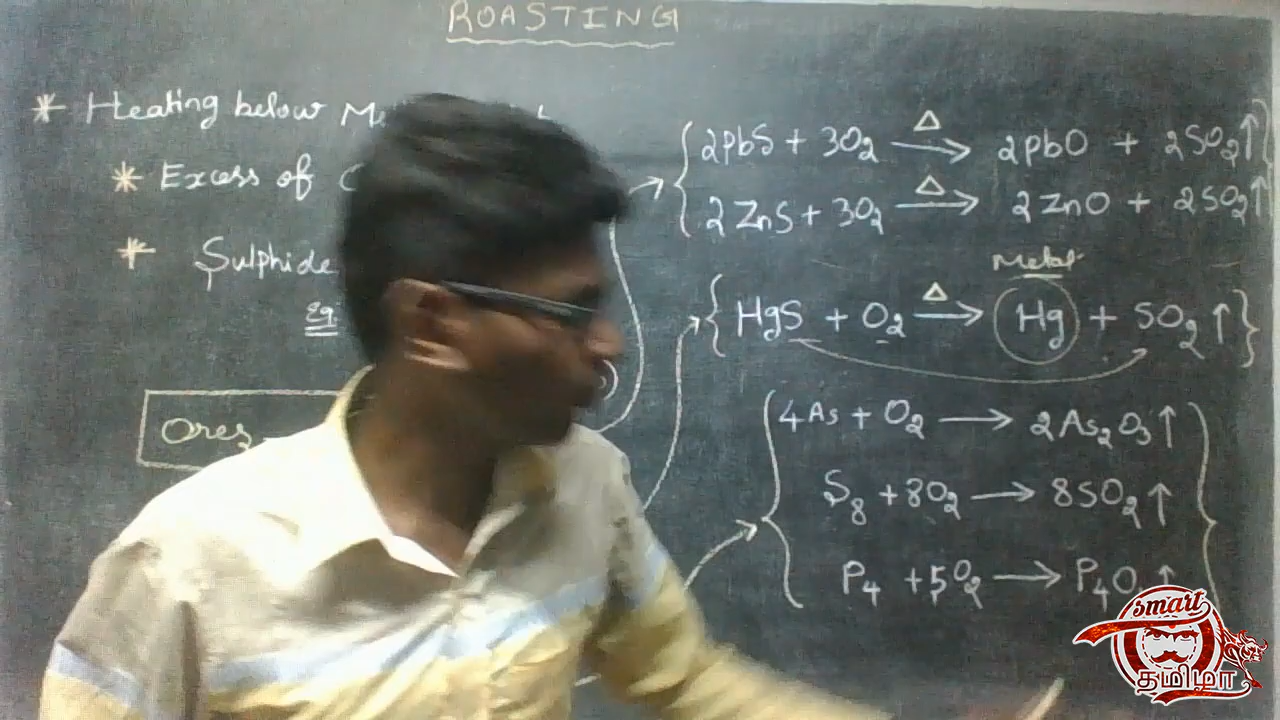 ROASTING
* Heating below
* Excess of
* Sulphide
Eg
Ores
2PbS + 3O₂ —Δ→ 2PbO + 2SO₂↑
2ZnS + 3O₂ —Δ→ 2ZnO + 2SO₂↑
Metal
HgS + O₂ —Δ→ Hg + SO₂↑
4As + O₂ → 2As₂O₃↑
S₈ + 8O₂ → 8SO₂↑
P₄ + 5O₂ → P₄O
smart
தமிழா